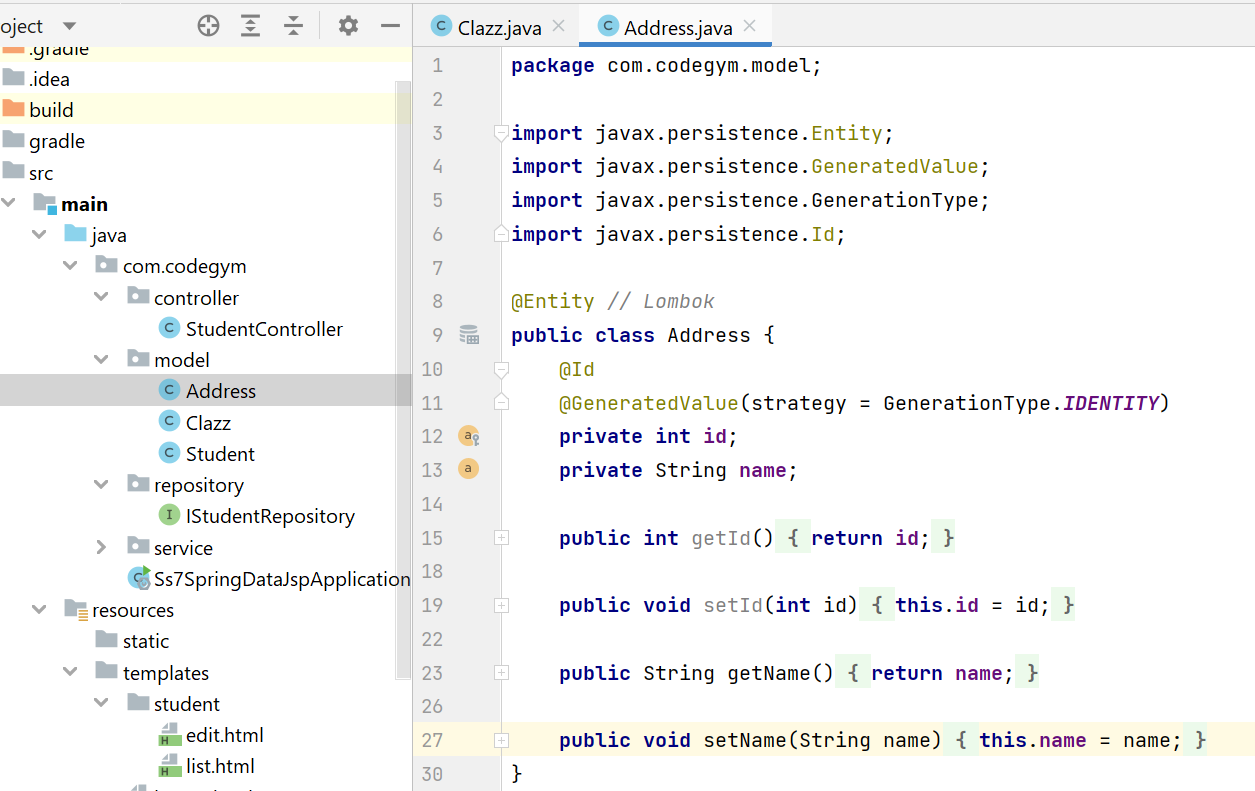 oject
.gradle
.idea
build
gradle
src
main
java
com.codegym
controller
C StudentController
model
C Address
C Clazz
C Student
repository
I IStudentRepository
service
Ss7SpringDataJspApplication
resources
static
templates
student
H edit.html
H list.html
C Clazz.java
C Address.java
1 package com.codegym.model;
2
3 import javax.persistence.Entity;
4 import javax.persistence.GeneratedValue;
5 import javax.persistence.GenerationType;
6 import javax.persistence.Id;
7
8 @Entity // Lombok
9 public class Address {
10 @Id
11 @GeneratedValue(strategy = GenerationType.IDENTITY)
12 private int id;
13 private String name;
14
15 public int getId() { return id; }
18
19 public void setId(int id) { this.id = id; }
22
23 public String getName() { return name; }
26
27 public void setName(String name) { this.name = name; }
30 }